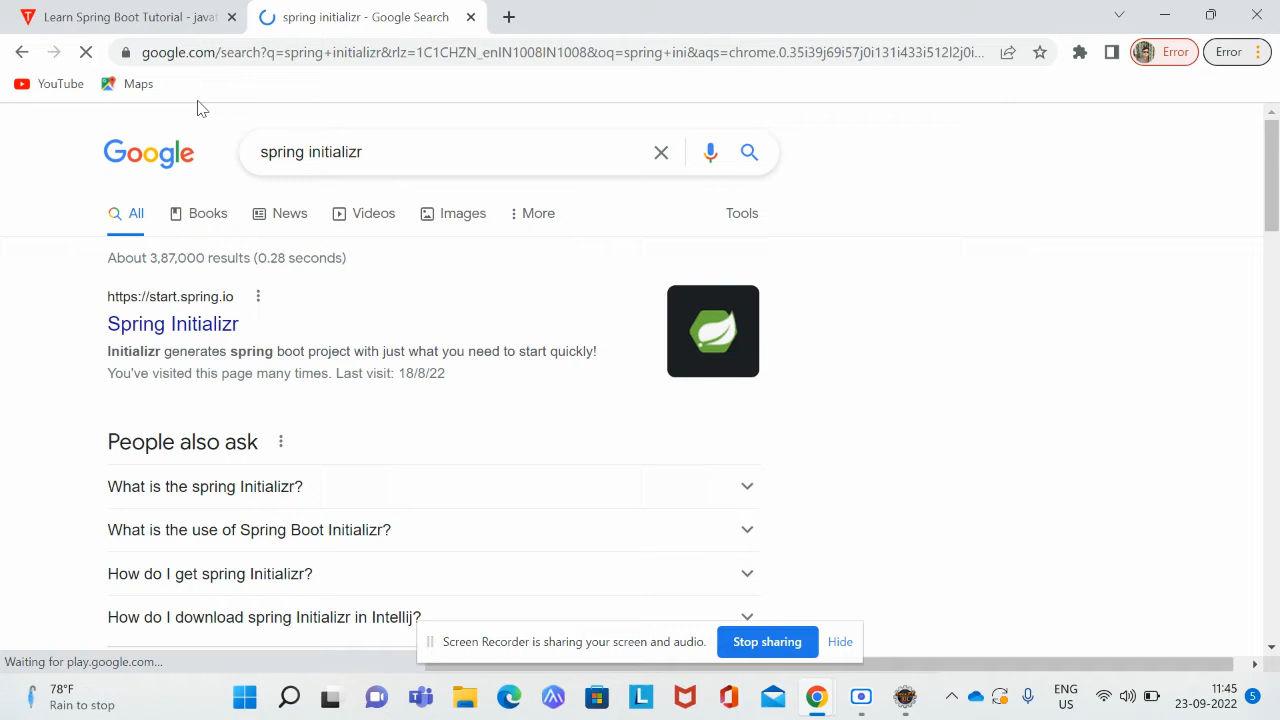 Learn Spring Boot Tutorial - javat
spring initializr - Google Search
google.com/search?q=spring+initializr&rlz=1C1CHZN_enIN1008IN1008&oq=spring+ini&aqs=chrome.0.35i39j69i57j0i131i433i512l2j0i...
Error
Error
YouTube
Maps
Google
spring initializr
All
Books
News
Videos
Images
More
Tools
About 3,87,000 results (0.28 seconds)
https://start.spring.io
Spring Initializr
Initializr generates spring boot project with just what you need to start quickly!
You've visited this page many times. Last visit: 18/8/22
People also ask
What is the spring Initializr?
What is the use of Spring Boot Initializr?
How do I get spring Initializr?
How do I download spring Initializr in Intellij?
Screen Recorder is sharing your screen and audio.
Stop sharing
Hide
Waiting for play.google.com...
78°F
Rain to stop
ENG
US
11:45
23-09-2022
5